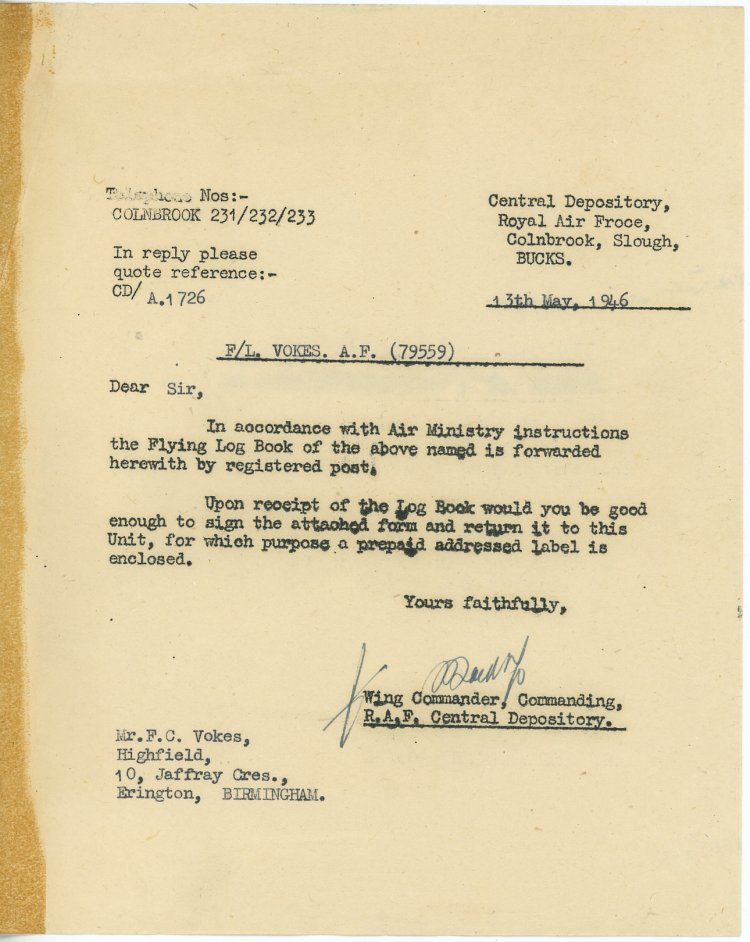 Telephone Nos:-
COLNBROOK 231/232/233
Central Depository,
Royal Air Froce,
Colnbrook, Slough,
BUCKS.
In reply please
quote reference:-
CD/ A.1726
13th May, 1946
F/L. VOKES. A.F. (79559)
Dear Sir,
In accordance with Air Ministry instructions
the Flying Log Book of the above named is forwarded
herewith by registered post.
Upon receipt of the Log Book would you be good
enough to sign the attached form and return it to this
Unit, for which purpose a prepaid addressed label is
enclosed.
Yours faithfully,
Wing Commander, Commanding,
R.A.F. Central Depository.
Mr.F.C. Vokes,
Highfield,
10, Jaffray Cres.,
Erington, BIRMINGHAM.